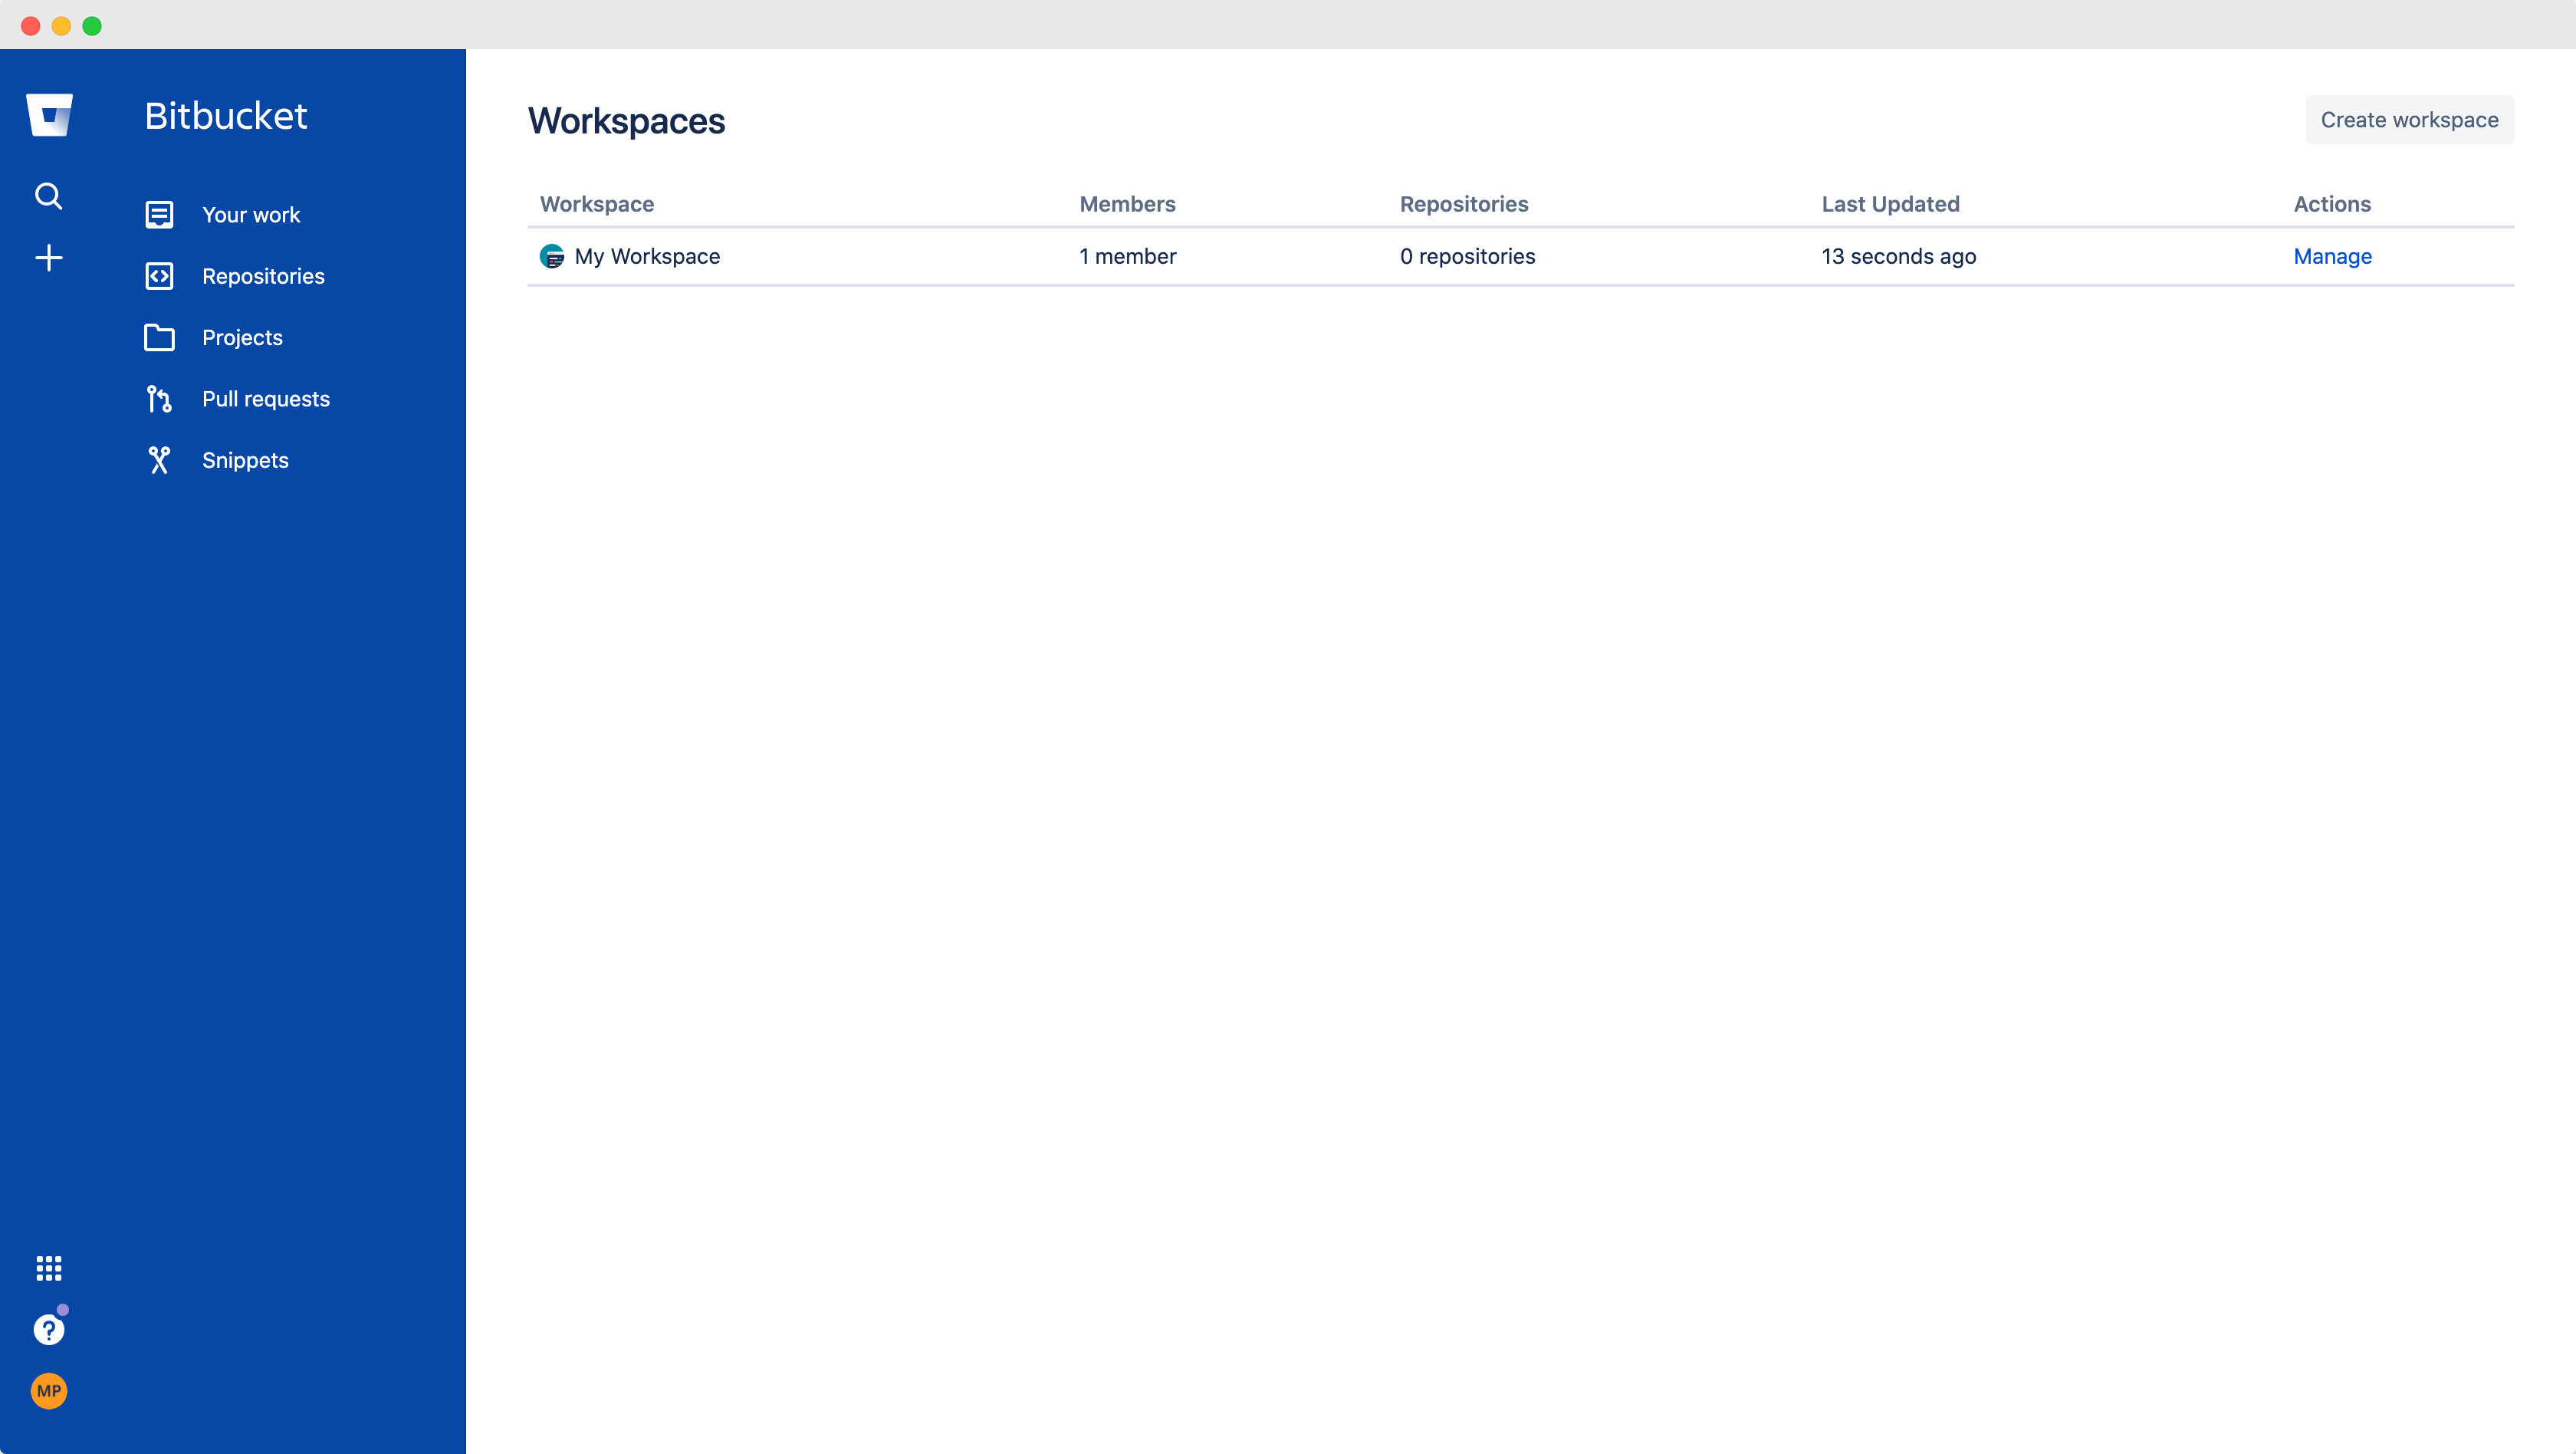 Bitbucket
Your work
Repositories
Projects
Pull requests
Snippets
MP
Workspaces
Create workspace
Workspace Members Repositories Last Updated Actions
My Workspace 1 member 0 repositories 13 seconds ago Manage